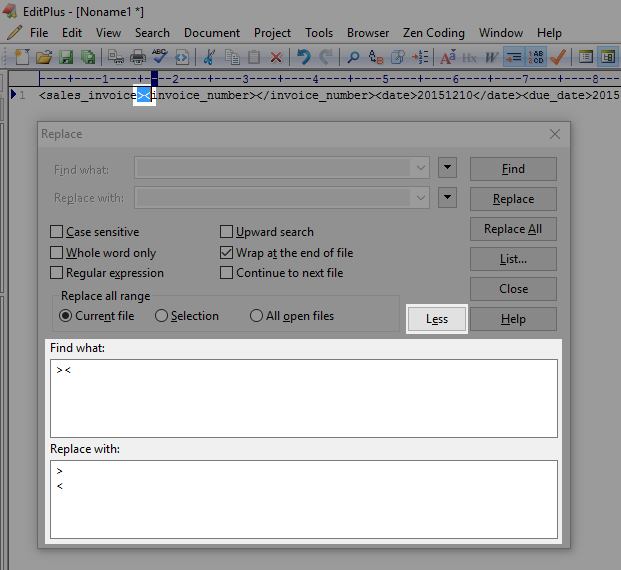 EditPlus - [Noname1 *]
File Edit View Search Document Project Tools Browser Zen Coding Window Help
----+----1----+----2----+----3----+----4----+----5----+----6----+----7----+----8--
1 <sales_invoice><invoice_number></invoice_number><date>20151210</date><due_date>2015
Replace
Find what:
Find
Replace with:
Replace
Case sensitive
Upward search
Replace All
Whole word only
Wrap at the end of file
List...
Regular expression
Continue to next file
Close
Replace all range
Current file
Selection
All open files
Less
Help
Find what:
><
Replace with:
>
<